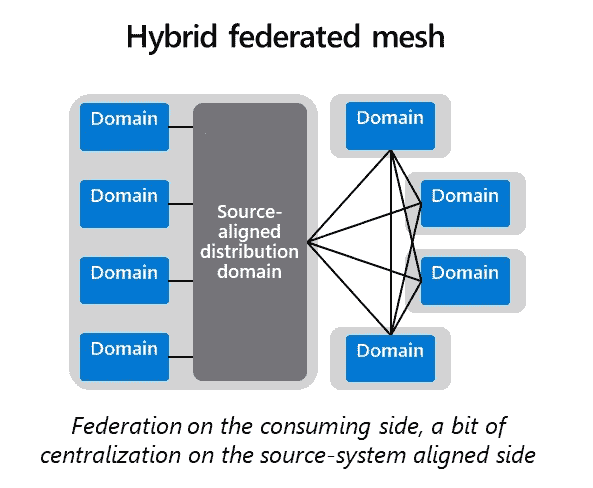 Hybrid federated mesh
Domain
Domain
Domain
Domain
Source-
aligned
distribution
domain
Domain
Domain
Domain
Domain
Federation on the consuming side, a bit of
centralization on the source-system aligned side